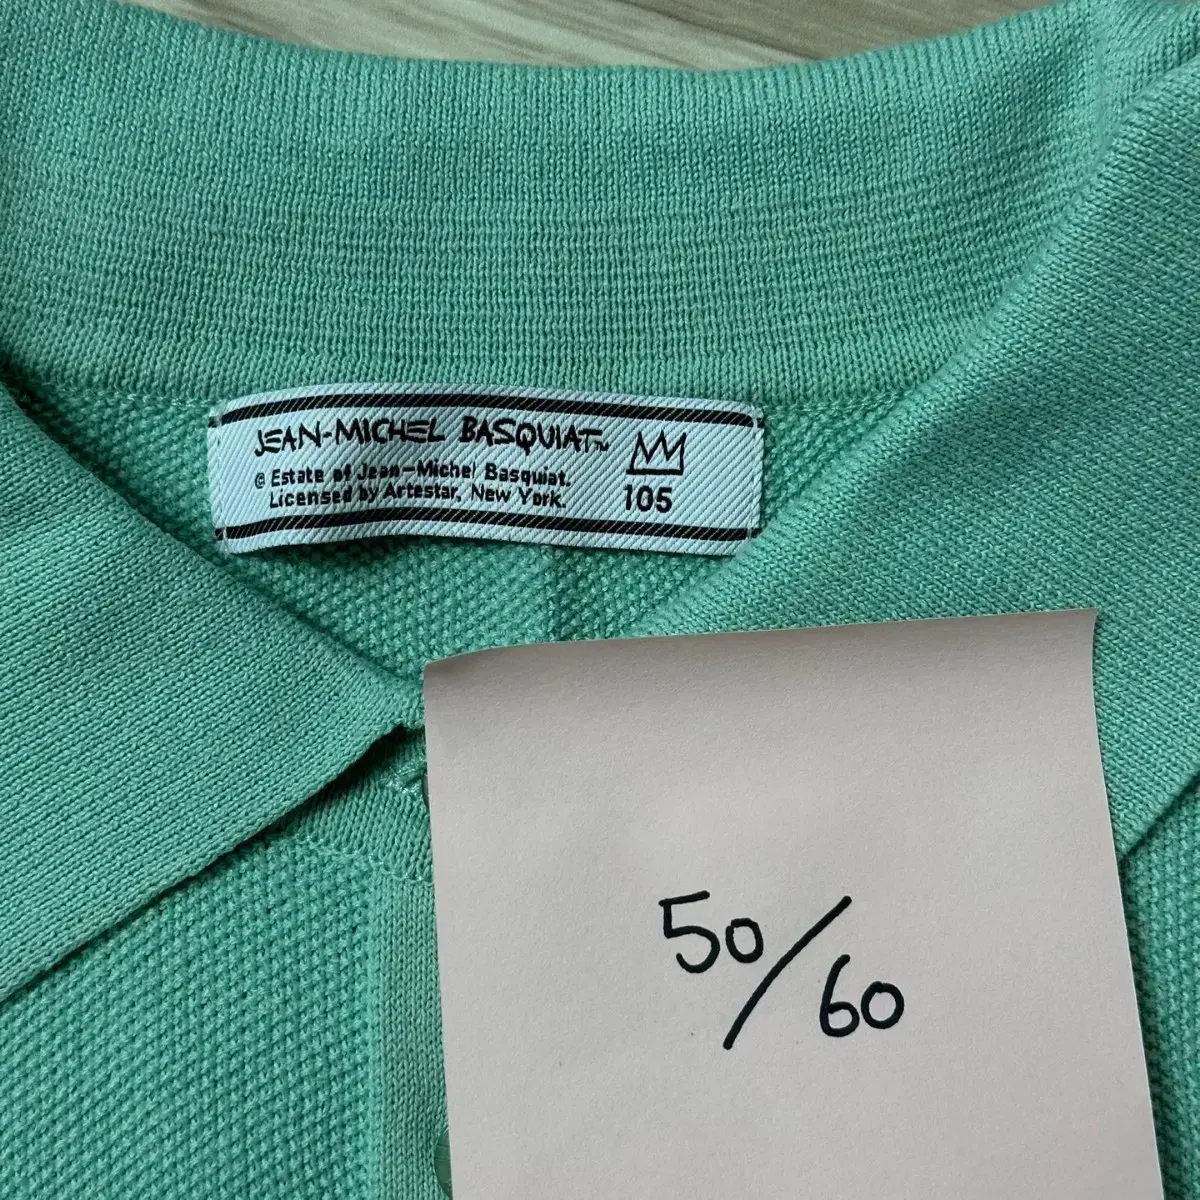 JEAN-MICHEL BASQUIAT™
© Estate of Jean-Michel Basquiat.
Licensed by Artestar, New York.
105
50/60